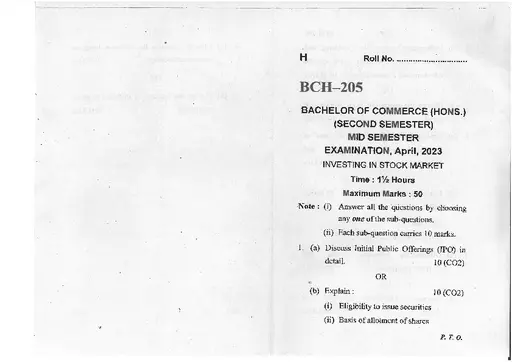 H Roll No. ..............................
BCH–205
BACHELOR OF COMMERCE (HONS.)
(SECOND SEMESTER)
MID SEMESTER
EXAMINATION, April, 2023
INVESTING IN STOCK MARKET
Time : 1½ Hours
Maximum Marks : 50
Note : (i) Answer all the questions by choosing
any one of the sub-questions.
(ii) Each sub-question carries 10 marks.
1. (a) Discuss Initial Public Offerings (IPO) in
detail. 10 (CO2)
OR
(b) Explain : 10 (CO2)
(i) Eligibility to issue securities
(ii) Basis of allotment of shares
P. T. O.